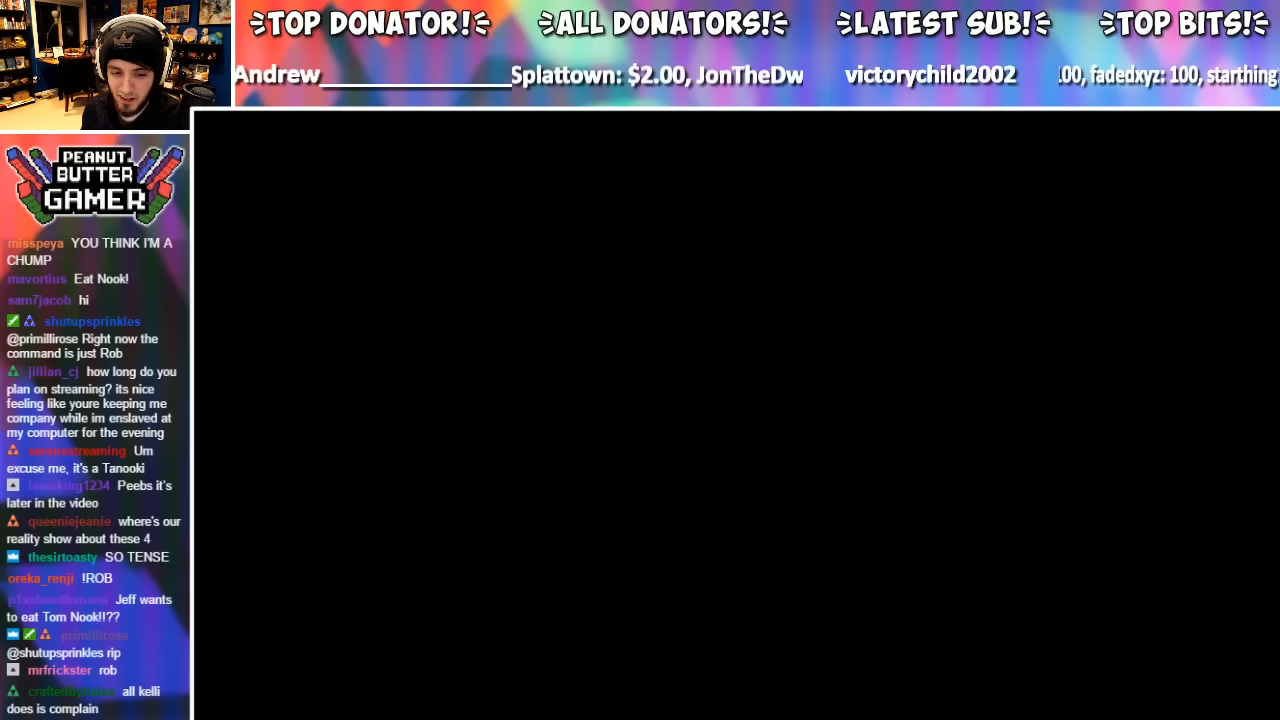 TOP DONATOR!
ALL DONATORS!
LATEST SUB!
TOP BITS!
Andrew
Splattown: $2.00, JonTheDw
victorychild2002
.00, fadedxyz: 100, starthing
PEANUT
BUTTER
GAMER
misspeya YOU THINK I'M A
CHUMP
mavortius Eat Nook!
sam7jacob hi
shutupsprinkles
@primillirose Right now the
command is just Rob
jillian_cj how long do you
plan on streaming? its nice
feeling like youre keeping me
company while im enslaved at
my computer for the evening
Um
excuse me, it's a Tanooki
Peebs it's
later in the video
queeniejeanie where's our
reality show about these 4
thesirtoasty SO TENSE
oreka_renji !ROB
Jeff wants
to eat Tom Nook!!??
primillirose
@shutupsprinkles rip
mrfrickster rob
all kelli
does is complain